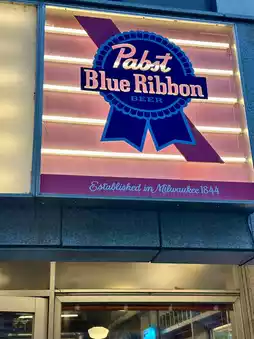 Pabst
Blue Ribbon
BEER
Established in Milwaukee 1844